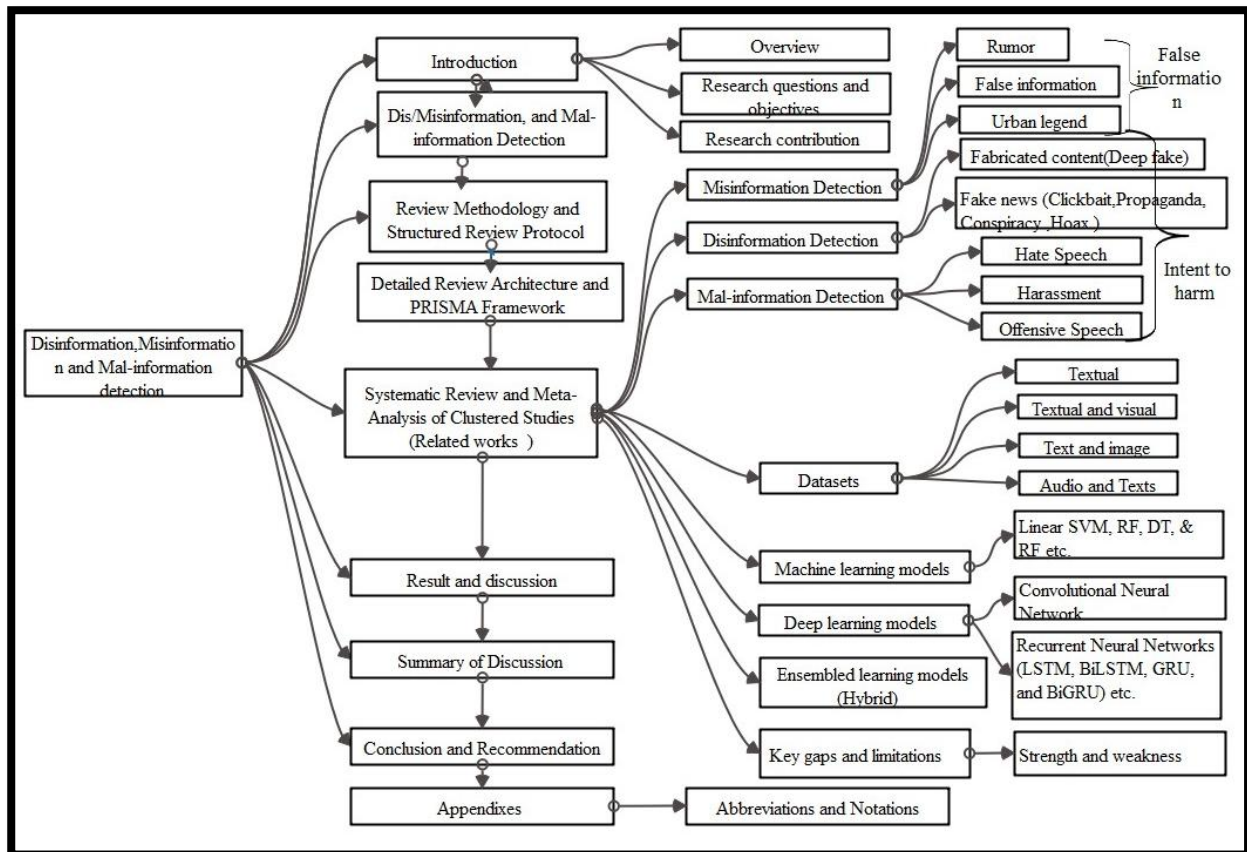 Disinformation,Misinformatio
n and Mal-information
detection
Introduction
Dis/Misinformation, and Mal-
information Detection
Review Methodology and
Structured Review Protocol
Detailed Review Architecture and
PRISMA Framework
Systematic Review and Meta-
Analysis of Clustered Studies
(Related works )
Result and discussion
Summary of Discussion
Conclusion and Recommendation
Appendixes
Overview
Research questions and
objectives
Research contribution
Misinformation Detection
Disinformation Detection
Mal-information Detection
Datasets
Machine learning models
Deep learning models
Ensembled learning models
(Hybrid)
Key gaps and limitations
Abbreviations and Notations
Rumor
False information
Urban legend
Fabricated content(Deep fake)
Fake news (Clickbait,Propaganda,
Conspiracy ,Hoax.)
Hate Speech
Harassment
Offensive Speech
False
informatio
n
Intent to
harm
Textual
Textual and visual
Text and image
Audio and Texts
Linear SVM, RF, DT, &
RF etc.
Convolutional Neural
Network
Recurrent Neural Networks
(LSTM, BiLSTM, GRU,
and BiGRU) etc.
Strength and weakness